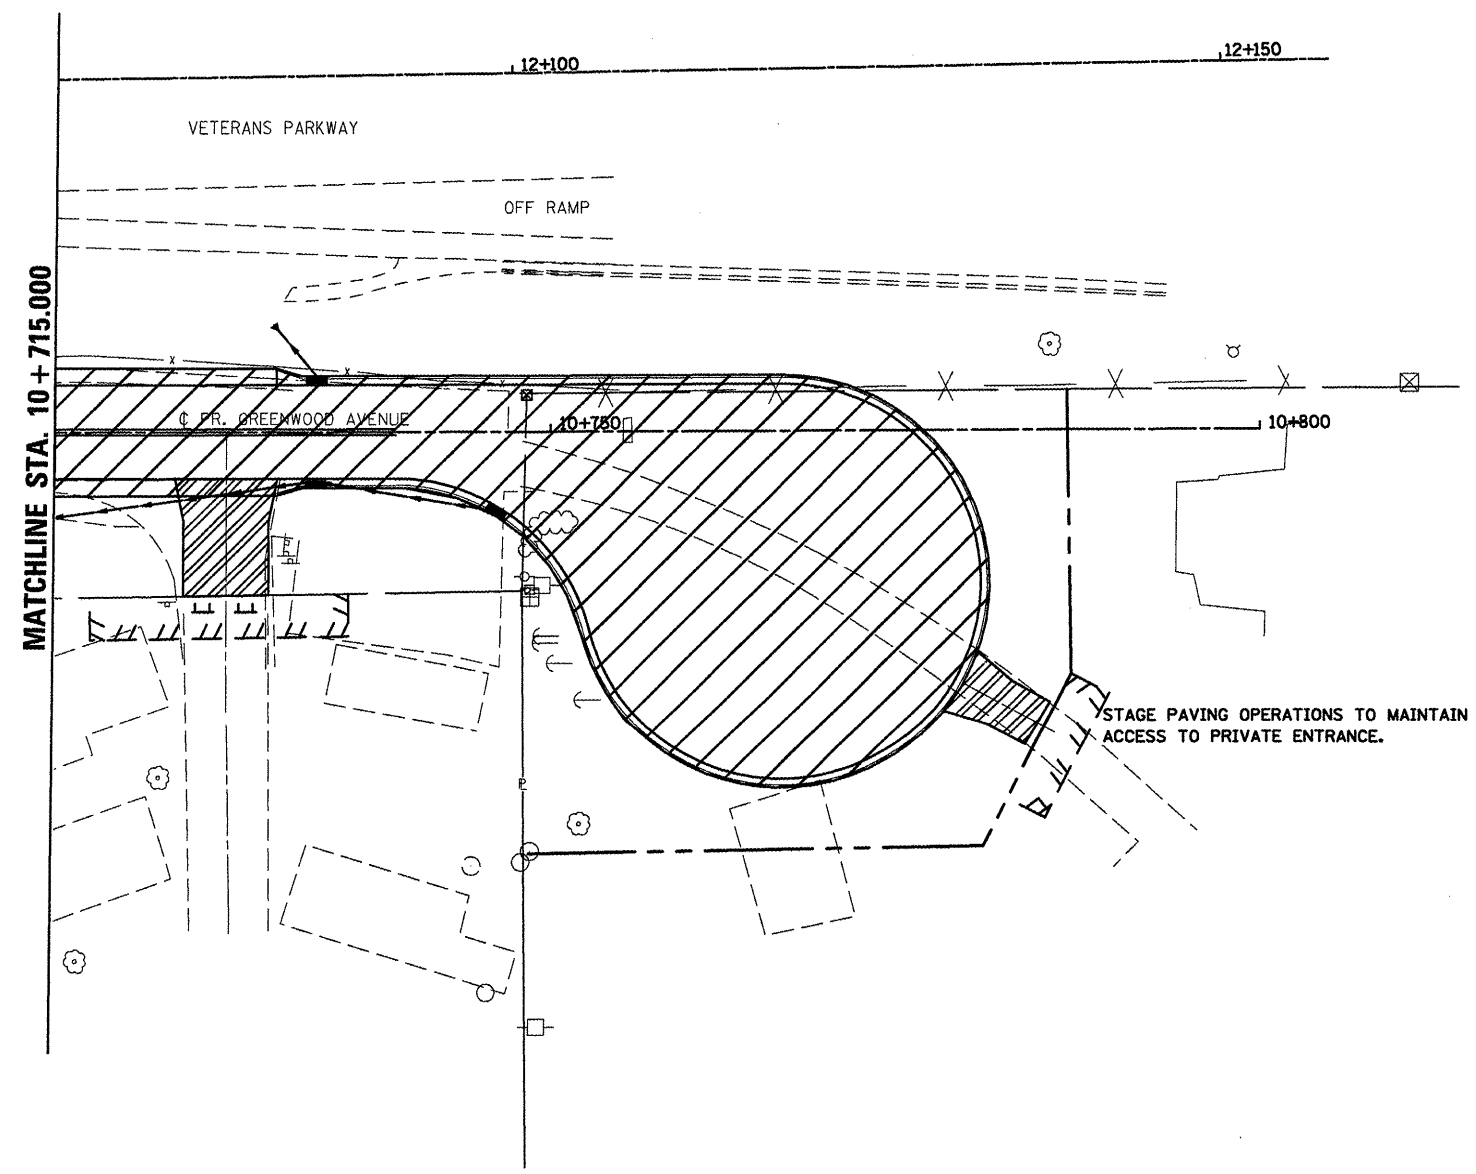 12+100
12+150
VETERANS PARKWAY
OFF RAMP
MATCHLINE STA. 10+715.000
℄ PR. GREENWOOD AVENUE
10+750
10+800
STAGE PAVING OPERATIONS TO MAINTAIN
ACCESS TO PRIVATE ENTRANCE.